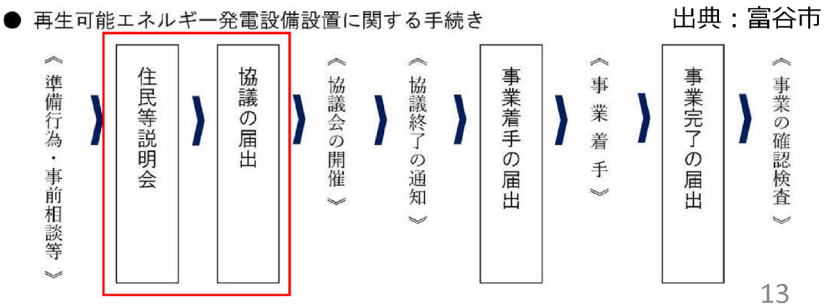 ● 再生可能エネルギー発電設備設置に関する手続き
出典：富谷市
《準備行為・事前相談等》
住民等説明会
協議の届出
《協議会の開催》
《協議終了の通知》
事業着手の届出
《事業着手》
事業完了の届出
《事業の確認検査》
13